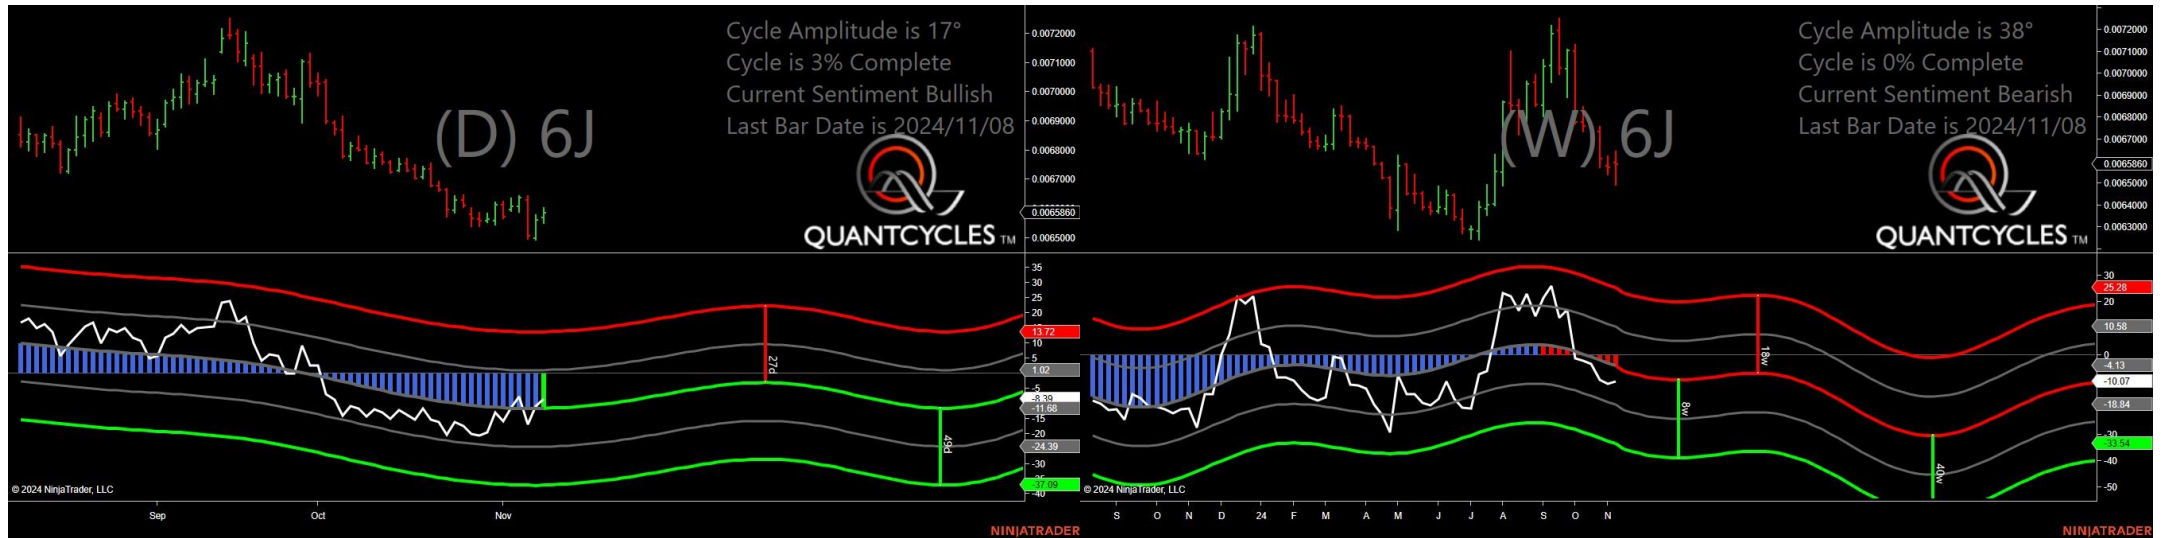 Cycle Amplitude is 17°
Cycle is 3% Complete
Current Sentiment Bullish
Last Bar Date is 2024/11/08
(D) 6J
QUANTCYCLES TM
0.0072000
0.0071000
0.0070000
0.0069000
0.0068000
0.0067000
0.0065860
0.0065000
35
30
25
20
13.72
10
5
1.02
-5
-8.39
-11.68
-15
-20
-24.39
-30
-37.09
-40
27d
49d
© 2024 NinjaTrader, LLC
Sep
Oct
Nov
NINJATRADER
Cycle Amplitude is 38°
Cycle is 0% Complete
Current Sentiment Bearish
Last Bar Date is 2024/11/08
(W) 6J
QUANTCYCLES TM
0.0072000
0.0071000
0.0070000
0.0069000
0.0068000
0.0067000
0.0065860
0.0065000
0.0064000
0.0063000
30
25.28
20
10.58
0
-4.13
-10.07
-18.84
-30
-33.54
-40
-50
18w
8w
40w
© 2024 NinjaTrader, LLC
S O N D 24 F M A M J J A S O N
NINJATRADER